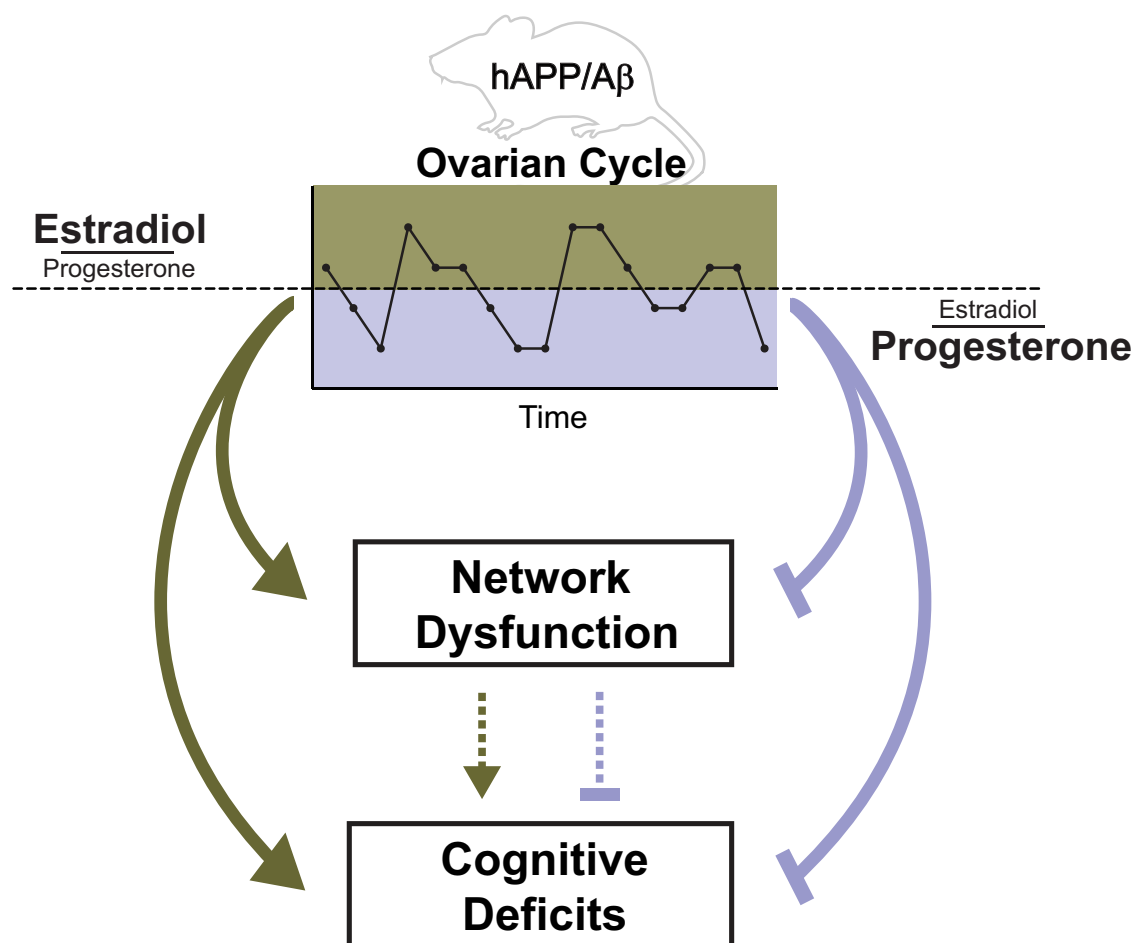 hAPP/Aβ
Ovarian Cycle
Estradiol
Progesterone
Estradiol
Progesterone
Time
Network
Dysfunction
Cognitive
Deficits